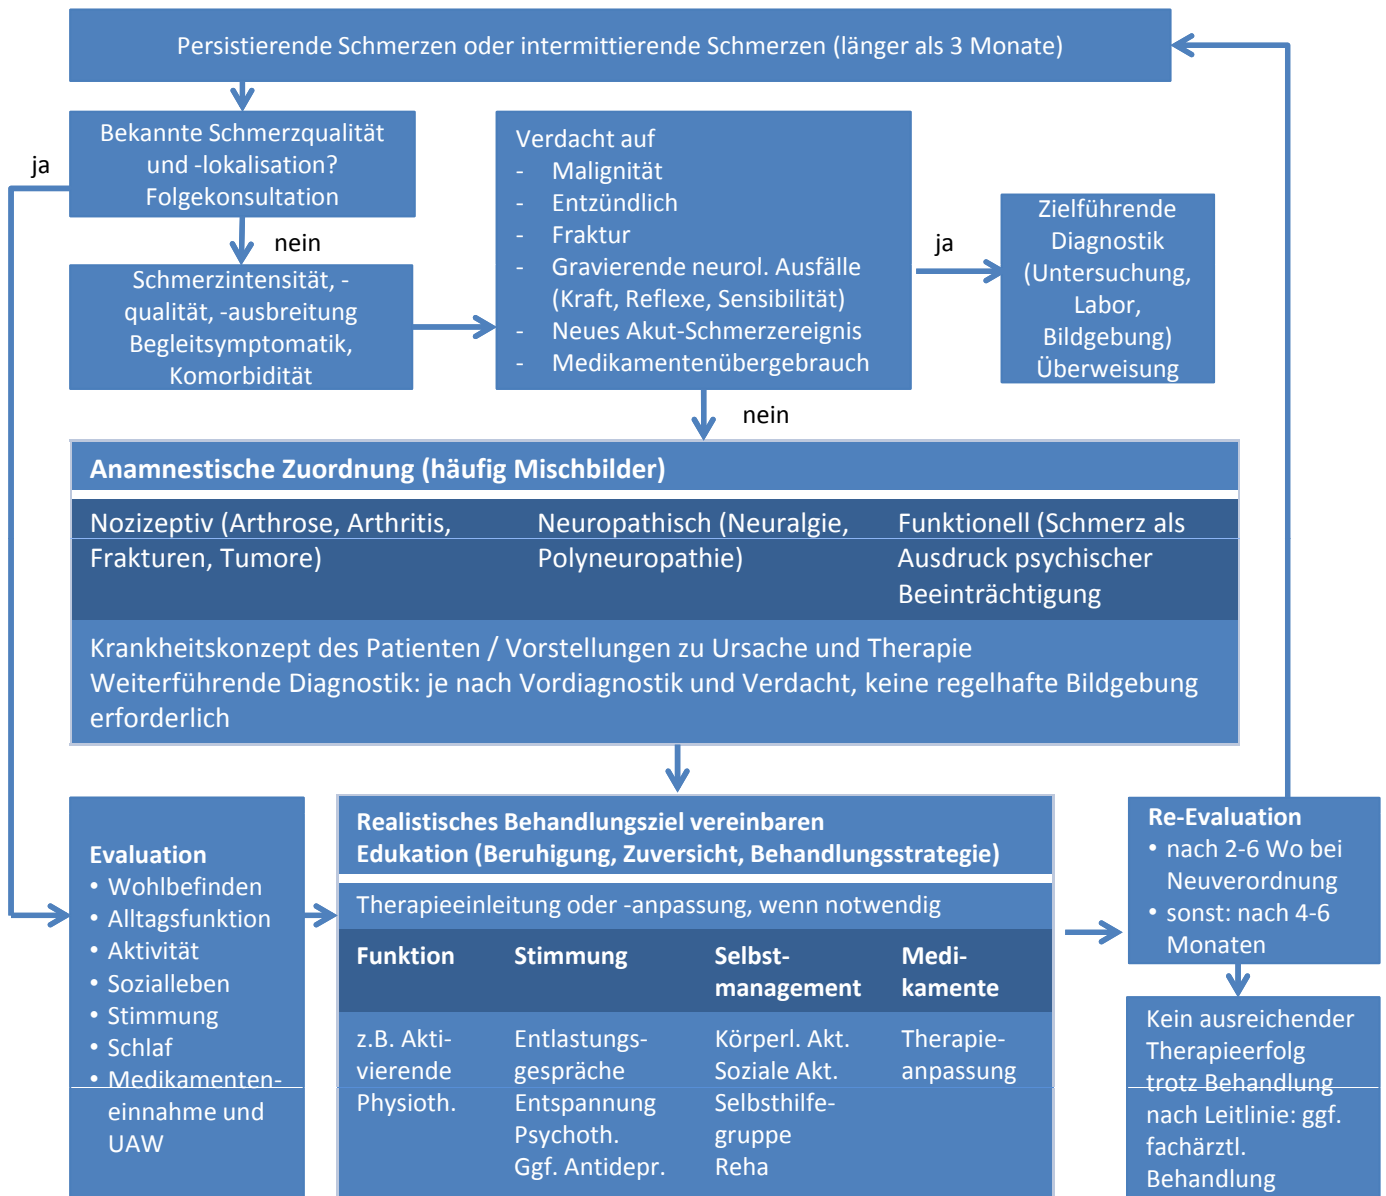 Persistierende Schmerzen oder intermittierende Schmerzen (länger als 3 Monate)
Bekannte Schmerzqualität
und -lokalisation?
Folgekonsultation
ja
nein
Schmerzintensität, -
qualität, -ausbreitung
Begleitsymptomatik,
Komorbidität
Verdacht auf
- Malignität
- Entzündlich
- Fraktur
- Gravierende neurol. Ausfälle
(Kraft, Reflexe, Sensibilität)
- Neues Akut-Schmerzereignis
- Medikamentenübergebrauch
ja
Zielführende
Diagnostik
(Untersuchung,
Labor,
Bildgebung)
Überweisung
nein
Anamnestische Zuordnung (häufig Mischbilder)
Nozizeptiv (Arthrose, Arthritis,
Frakturen, Tumore)
Neuropathisch (Neuralgie,
Polyneuropathie)
Funktionell (Schmerz als
Ausdruck psychischer
Beeinträchtigung
Krankheitskonzept des Patienten / Vorstellungen zu Ursache und Therapie
Weiterführende Diagnostik: je nach Vordiagnostik und Verdacht, keine regelhafte Bildgebung
erforderlich
Evaluation
• Wohlbefinden
• Alltagsfunktion
• Aktivität
• Sozialleben
• Stimmung
• Schlaf
• Medikamenten-
einnahme und
UAW
Realistisches Behandlungsziel vereinbaren
Edukation (Beruhigung, Zuversicht, Behandlungsstrategie)
Therapieeinleitung oder -anpassung, wenn notwendig
Funktion
z.B. Akti-
vierende
Physioth.
Stimmung
Entlastungs-
gespräche
Entspannung
Psychoth.
Ggf. Antidepr.
Selbst-
management
Körperl. Akt.
Soziale Akt.
Selbsthilfe-
gruppe
Reha
Medi-
kamente
Therapie-
anpassung
Re-Evaluation
• nach 2-6 Wo bei
Neuverordnung
• sonst: nach 4-6
Monaten
Kein ausreichender
Therapieerfolg
trotz Behandlung
nach Leitlinie: ggf.
fachärztl.
Behandlung